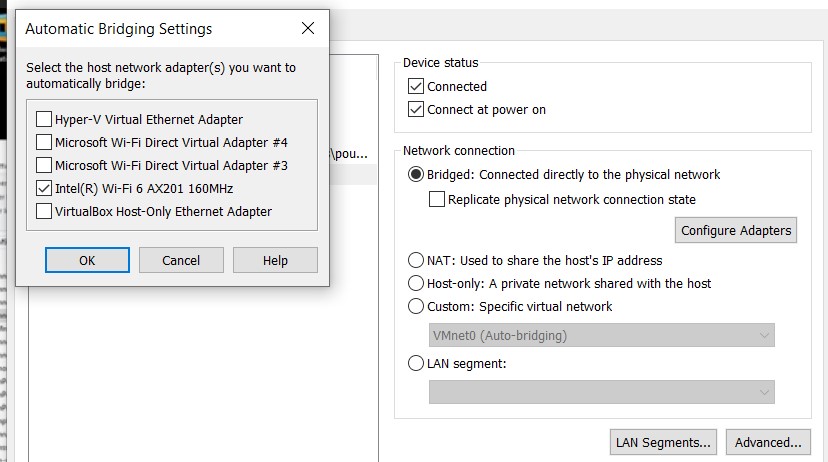 Automatic Bridging Settings
Select the host network adapter(s) you want to
automatically bridge:
Hyper-V Virtual Ethernet Adapter
Microsoft Wi-Fi Direct Virtual Adapter #4
Microsoft Wi-Fi Direct Virtual Adapter #3
Intel(R) Wi-Fi 6 AX201 160MHz
VirtualBox Host-Only Ethernet Adapter
OK
Cancel
Help
\pou...
Device status
Connected
Connect at power on
Network connection
Bridged: Connected directly to the physical network
Replicate physical network connection state
Configure Adapters
NAT: Used to share the host's IP address
Host-only: A private network shared with the host
Custom: Specific virtual network
VMnet0 (Auto-bridging)
LAN segment:
LAN Segments...
Advanced...